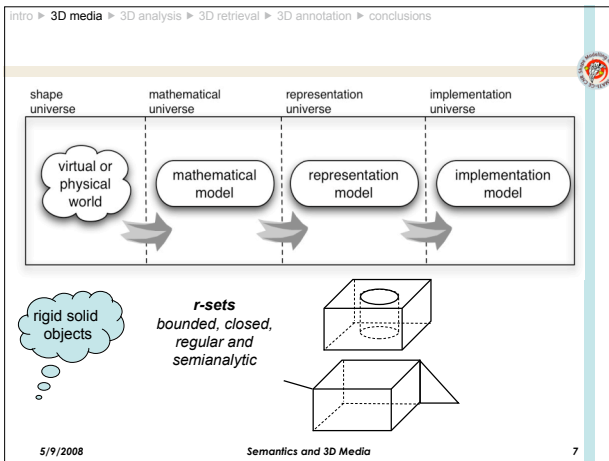 intro ► 3D media ► 3D analysis ► 3D retrieval ► 3D annotation ► conclusions
shape universe
mathematical universe
representation universe
implementation universe
virtual or
physical
world
mathematical
model
representation
model
implementation
model
rigid solid
objects
r-sets
bounded, closed,
regular and
semianalytic
5/9/2008 Semantics and 3D Media 7